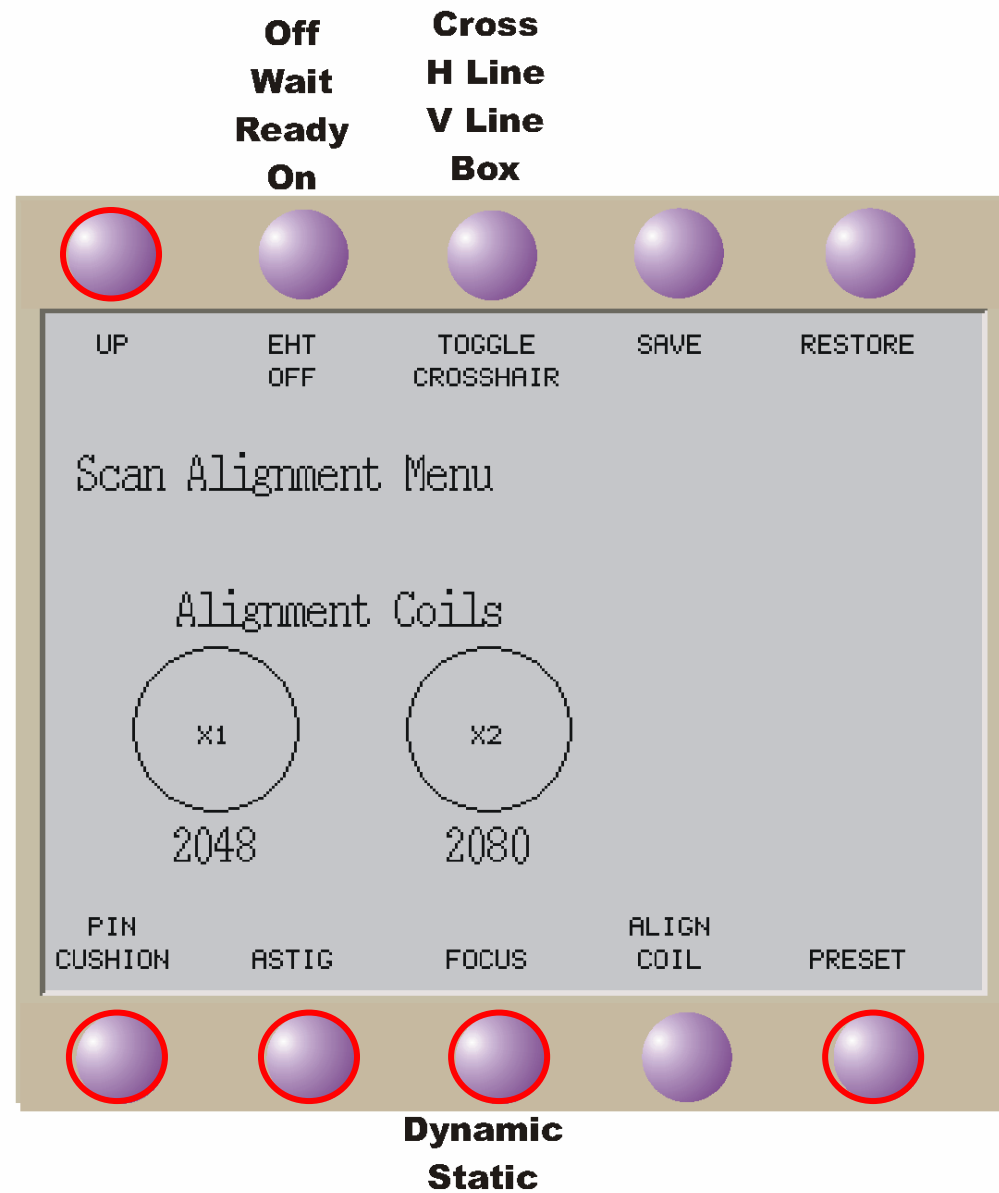 Off
Wait
Ready
On
Cross
H Line
V Line
Box
UP
EHT
OFF
TOGGLE
CROSSHAIR
SAVE
RESTORE
Scan Alignment Menu
Alignment Coils
X1
X2
2048
2080
PIN
CUSHION
ASTIG
FOCUS
ALIGN
COIL
PRESET
Dynamic
Static